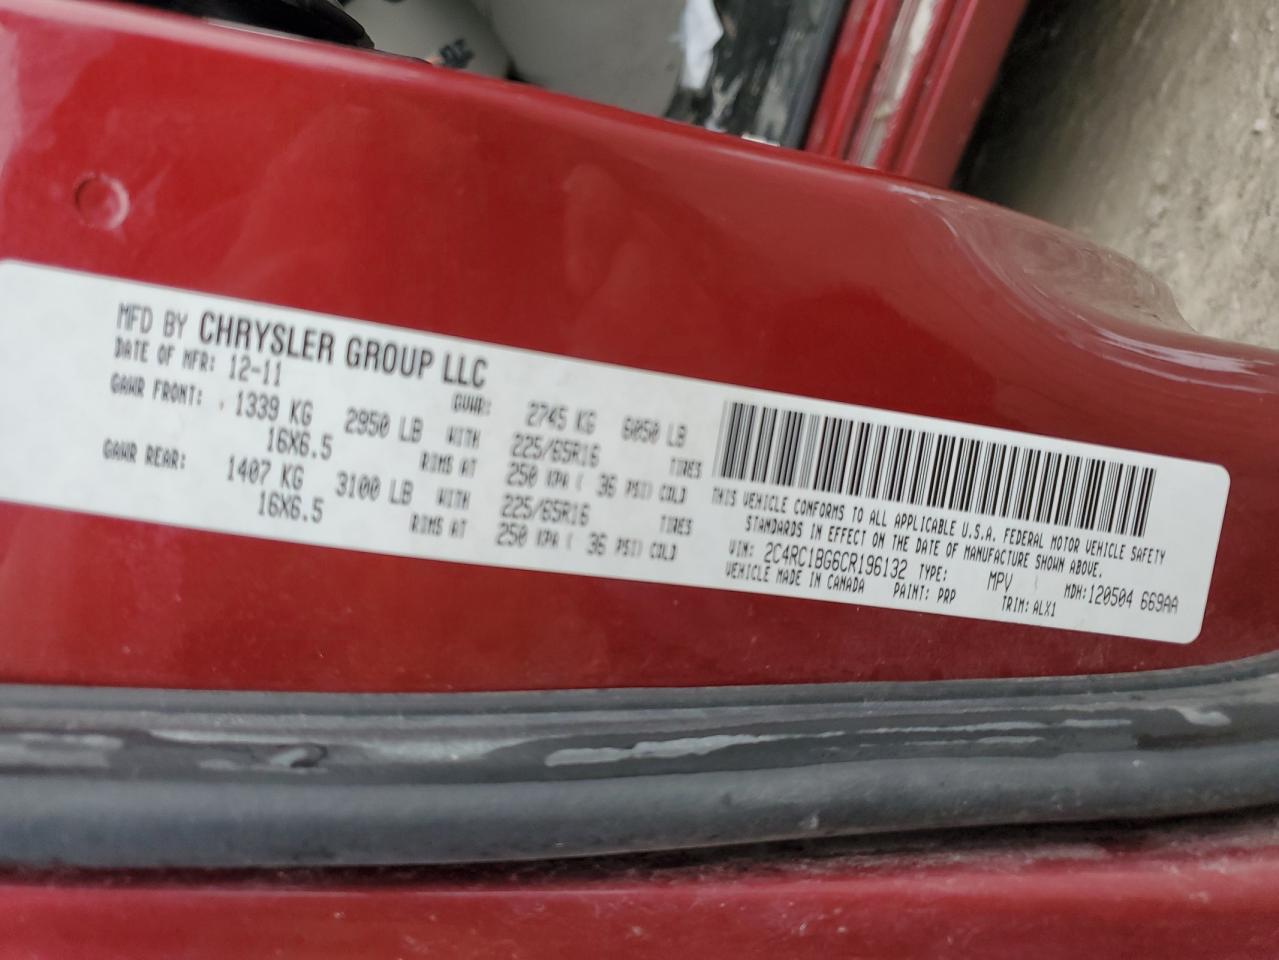 MFD BY CHRYSLER GROUP LLC
DATE OF MFR: 12-11 GVWR: 2745 KG 6050 LB
GAWR FRONT: 1339 KG 2950 LB WITH 225/65R16 TIRES
16X6.5 RIMS AT 250 KPA ( 36 PSI) COLD
GAWR REAR: 1407 KG 3100 LB WITH 225/65R16 TIRES
16X6.5 RIMS AT 250 KPA ( 36 PSI) COLD
THIS VEHICLE CONFORMS TO ALL APPLICABLE U.S.A. FEDERAL MOTOR VEHICLE SAFETY
STANDARDS IN EFFECT ON THE DATE OF MANUFACTURE SHOWN ABOVE.
VIN: 2C4RC1BG6CR196132 TYPE: MPV MDH:120504 669AA
VEHICLE MADE IN CANADA PAINT: PRP TRIM: ALX1